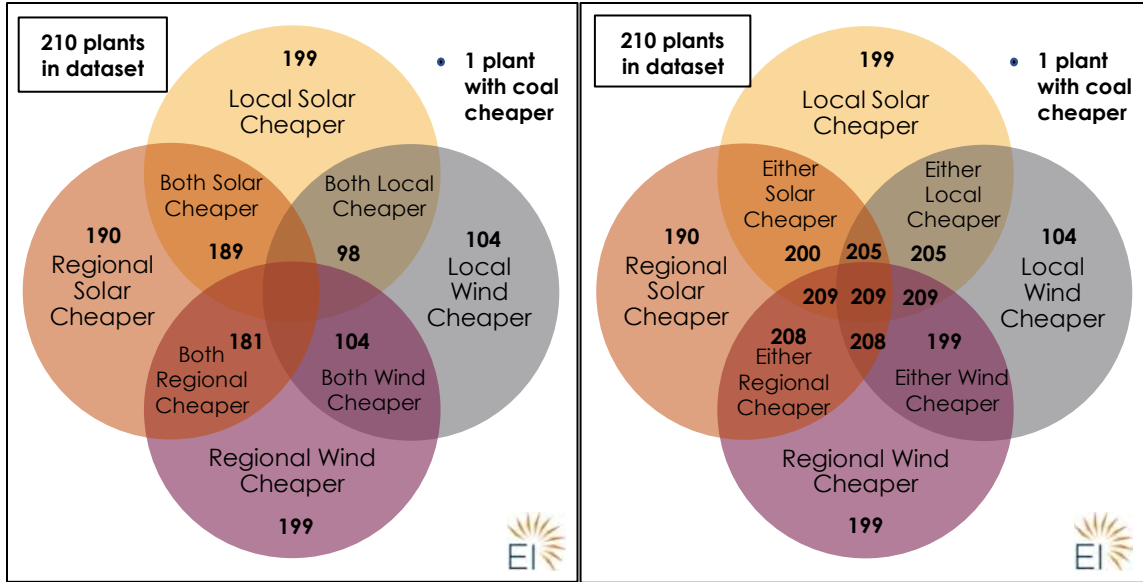 210 plants
in dataset
199
Local Solar
Cheaper
1 plant
with coal
cheaper
Both Solar
Cheaper
189
Both Local
Cheaper
98
190
Regional
Solar
Cheaper
104
Local
Wind
Cheaper
181
Both
Regional
Cheaper
104
Both Wind
Cheaper
Regional Wind
Cheaper
199
EI
210 plants
in dataset
199
Local Solar
Cheaper
1 plant
with coal
cheaper
Either
Solar
Cheaper
200
205
Either
Local
Cheaper
205
190
Regional
Solar
Cheaper
104
Local
Wind
Cheaper
209
209
209
208
Either
Regional
Cheaper
208
199
Either Wind
Cheaper
Regional Wind
Cheaper
199
EI